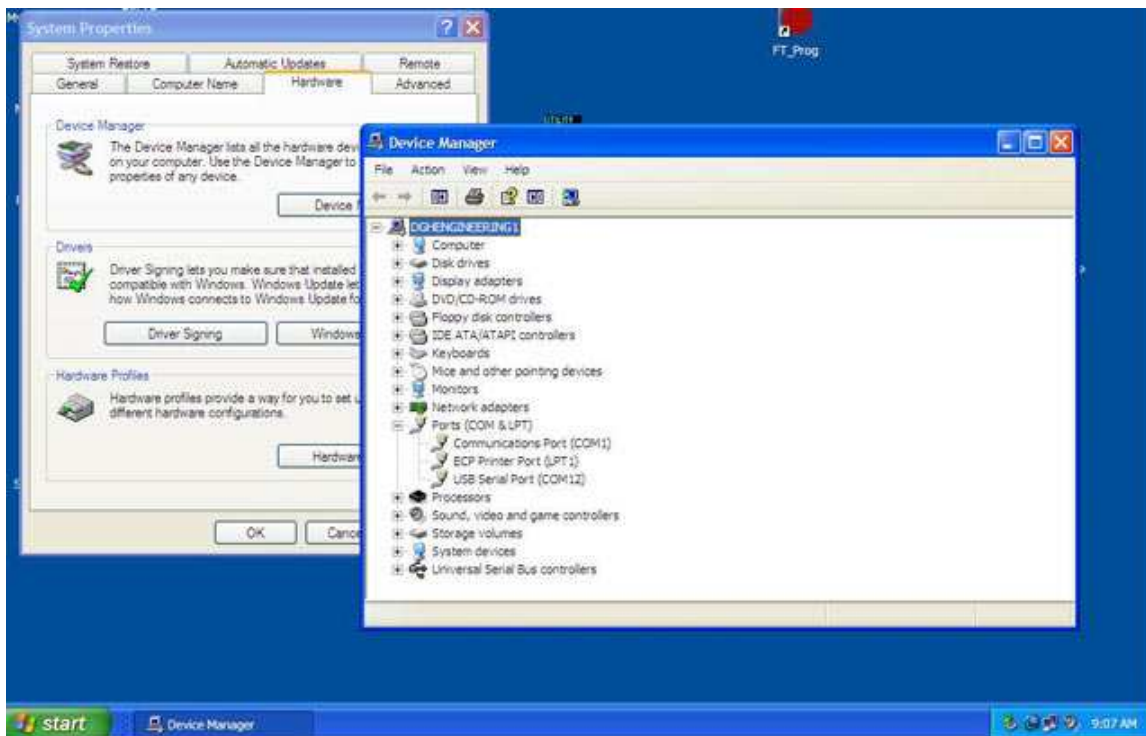 System Properties
FT_Prog
System Restore Automatic Updates Remote
General Computer Name Hardware Advanced
Device Manager
The Device Manager lists all the hardware devi
on your computer. Use the Device Manager to
properties of any device.
Device
Drivers
Driver Signing lets you make sure that installed
compatible with Windows. Windows Update let
how Windows connects to Windows Update fo
Driver Signing Windows
Hardware Profiles
Hardware profiles provide a way for you to set u
different hardware configurations.
Hardware
OK Cance
Device Manager
File Action View Help
DGHENGINEERING1
Computer
Disk drives
Display adapters
DVD/CD-ROM drives
Floppy disk controllers
IDE ATA/ATAPI controllers
Keyboards
Mice and other pointing devices
Monitors
Network adapters
Ports (COM & LPT)
Communications Port (COM1)
ECP Printer Port (LPT1)
USB Serial Port (COM12)
Processors
Sound, video and game controllers
Storage volumes
System devices
Universal Serial Bus controllers
start Device Manager 9:07 AM